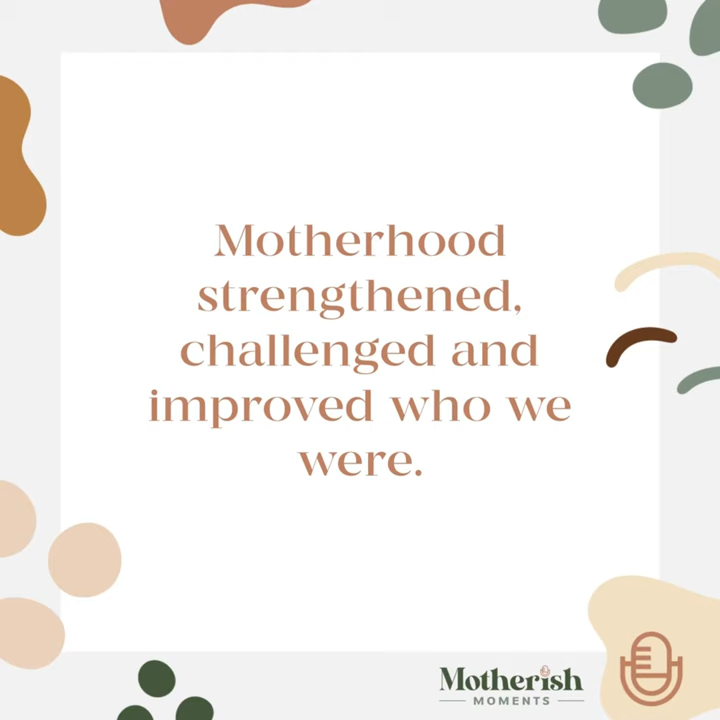 Motherhood
strengthened,
challenged and
improved who we
were.
Motherish
MOMENTS